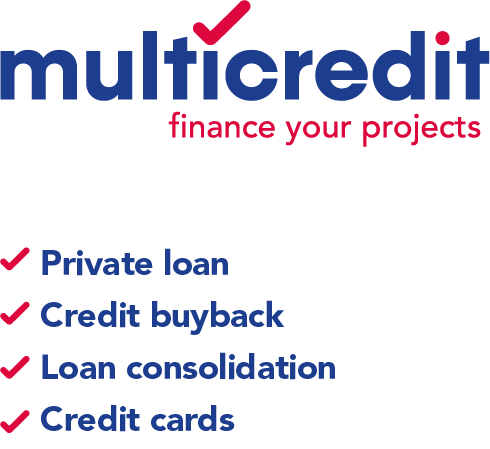 multicredit
finance your projects
Private loan
Credit buyback
Loan consolidation
Credit cards